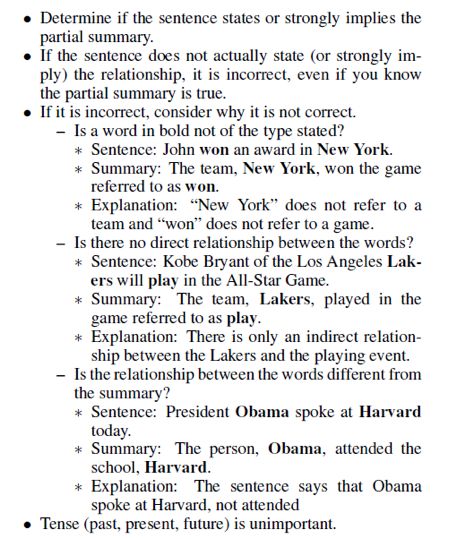 • Determine if the sentence states or strongly implies the
partial summary.
• If the sentence does not actually state (or strongly im-
ply) the relationship, it is incorrect, even if you know
the partial summary is true.
• If it is incorrect, consider why it is not correct.
– Is a word in bold not of the type stated?
∗ Sentence: John won an award in New York.
∗ Summary: The team, New York, won the game
referred to as won.
∗ Explanation: “New York” does not refer to a
team and “won” does not refer to a game.
– Is there no direct relationship between the words?
∗ Sentence: Kobe Bryant of the Los Angeles Lak-
ers will play in the All-Star Game.
∗ Summary: The team, Lakers, played in the
game referred to as play.
∗ Explanation: There is only an indirect relation-
ship between the Lakers and the playing event.
– Is the relationship between the words different from
the summary?
∗ Sentence: President Obama spoke at Harvard
today.
∗ Summary: The person, Obama, attended the
school, Harvard.
∗ Explanation: The sentence says that Obama
spoke at Harvard, not attended
• Tense (past, present, future) is unimportant.